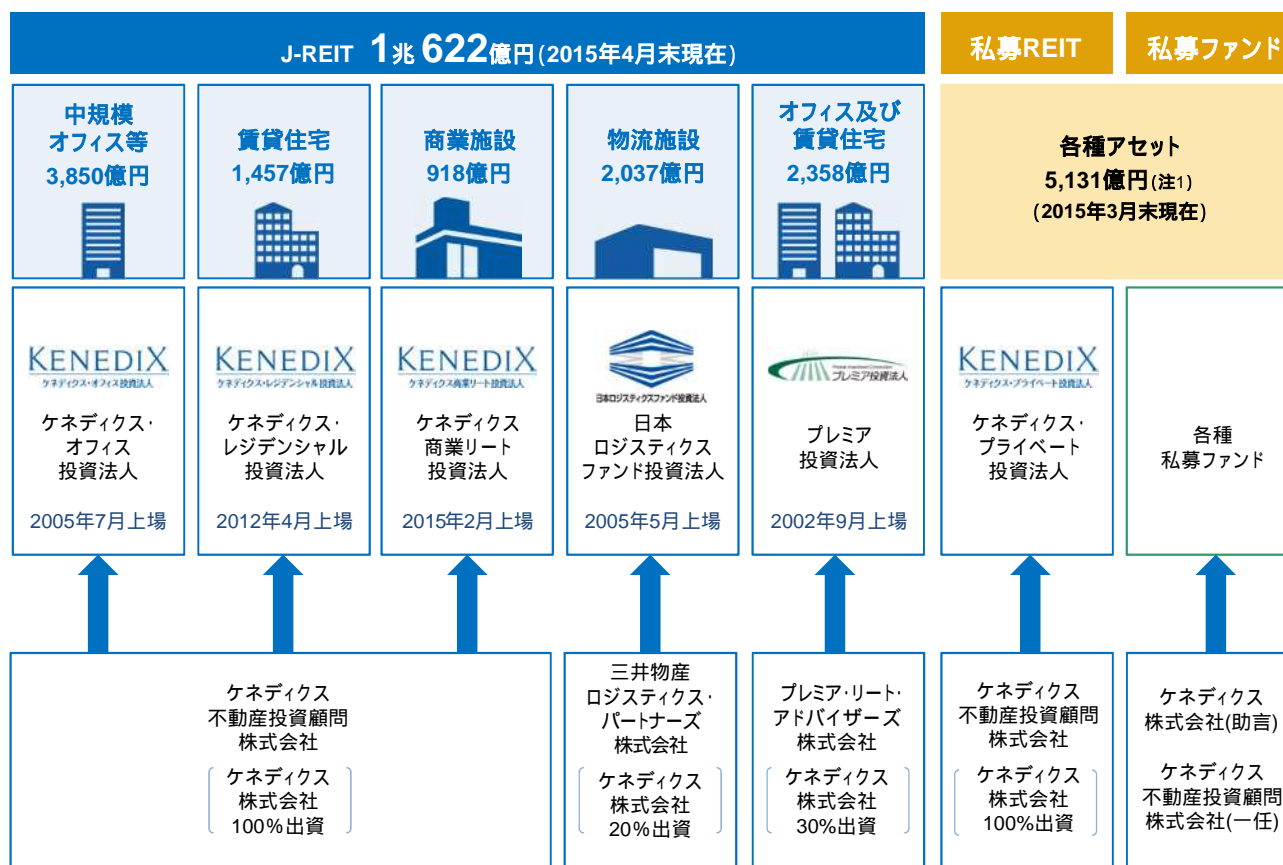 J-REIT 1兆622億円(2015年4月末現在)
私募REIT
私募ファンド
中規模
オフィス等
3,850億円
賃貸住宅
1,457億円
商業施設
918億円
物流施設
2,037億円
オフィス及び
賃貸住宅
2,358億円
各種アセット
5,131億円(注1)
(2015年3月末現在)
KENEDIX
ケネディクス・オフィス投資法人
ケネディクス・
オフィス
投資法人
2005年7月上場
KENEDIX
ケネディクス・レジデンシャル投資法人
ケネディクス・
レジデンシャル
投資法人
2012年4月上場
KENEDIX
ケネディクス商業リート投資法人
ケネディクス
商業リート
投資法人
2015年2月上場
日本ロジスティクスファンド投資法人
日本
ロジスティクス
ファンド投資法人
2005年5月上場
プレミア投資法人
プレミア
投資法人
2002年9月上場
KENEDIX
ケネディクス・プライベート投資法人
ケネディクス・
プライベート
投資法人
各種
私募ファンド
ケネディクス
不動産投資顧問
株式会社
ケネディクス
株式会社
100%出資
三井物産
ロジスティクス・
パートナーズ
株式会社
ケネディクス
株式会社
20%出資
プレミア・リート・
アドバイザーズ
株式会社
ケネディクス
株式会社
30%出資
ケネディクス
不動産投資顧問
株式会社
ケネディクス
株式会社
100%出資
ケネディクス
株式会社(助言)
ケネディクス
不動産投資顧問
株式会社(一任)